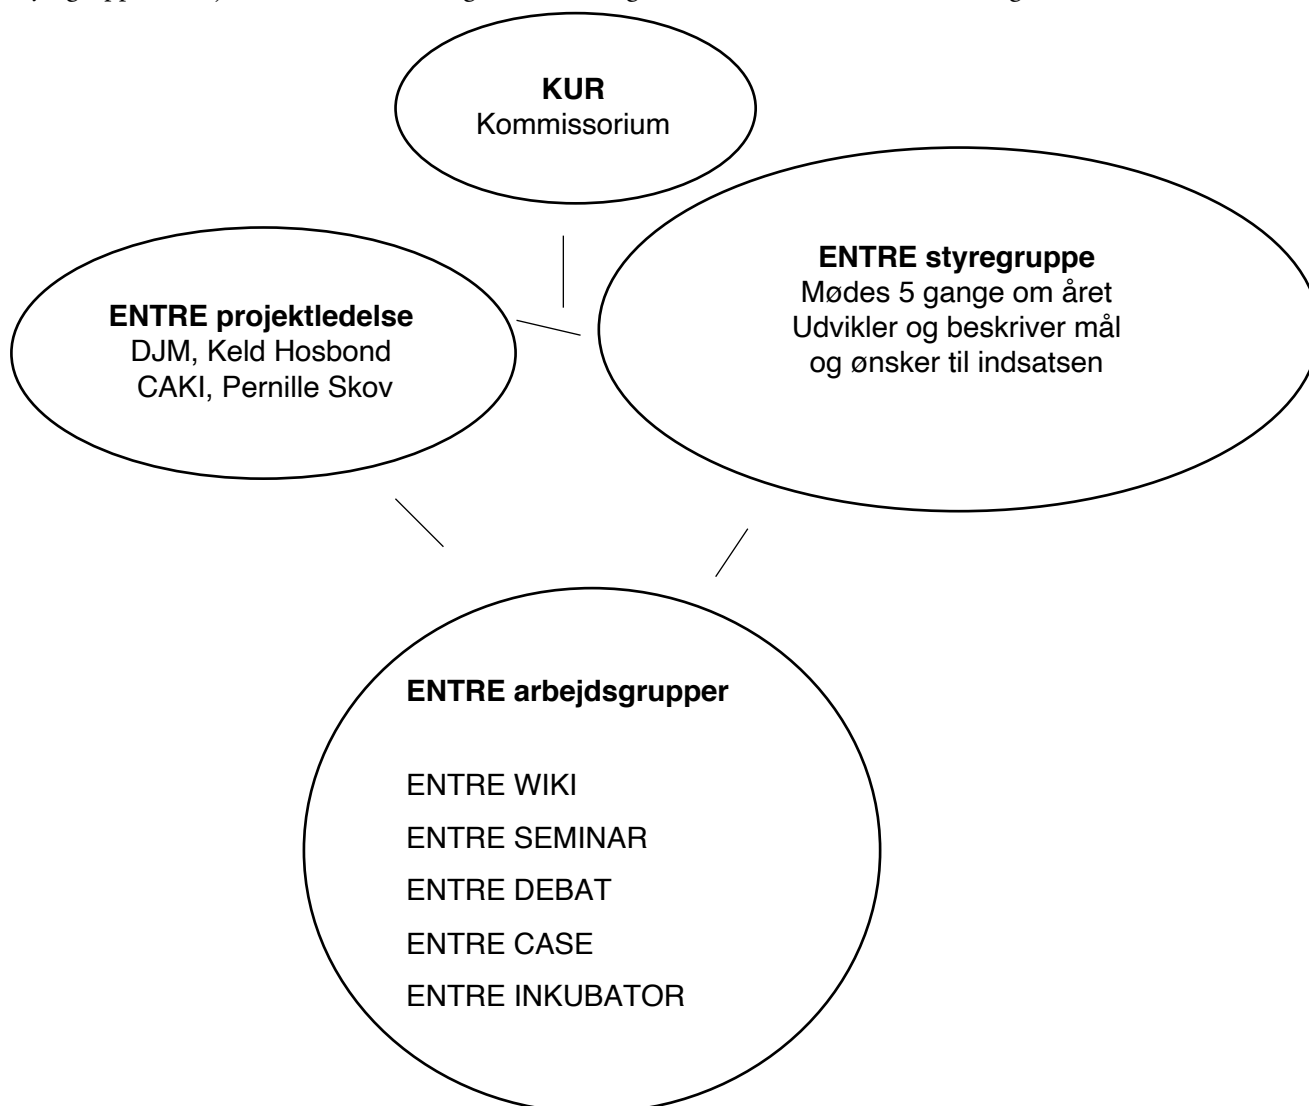 KUR
Kommissorium
ENTRE projektledelse
DJM, Keld Hosbond
CAKI, Pernille Skov
ENTRE styregruppe
Mødes 5 gange om året
Udvikler og beskriver mål
og ønsker til indsatsen
ENTRE arbejdsgrupper
ENTRE WIKI
ENTRE SEMINAR
ENTRE DEBAT
ENTRE CASE
ENTRE INKUBATOR